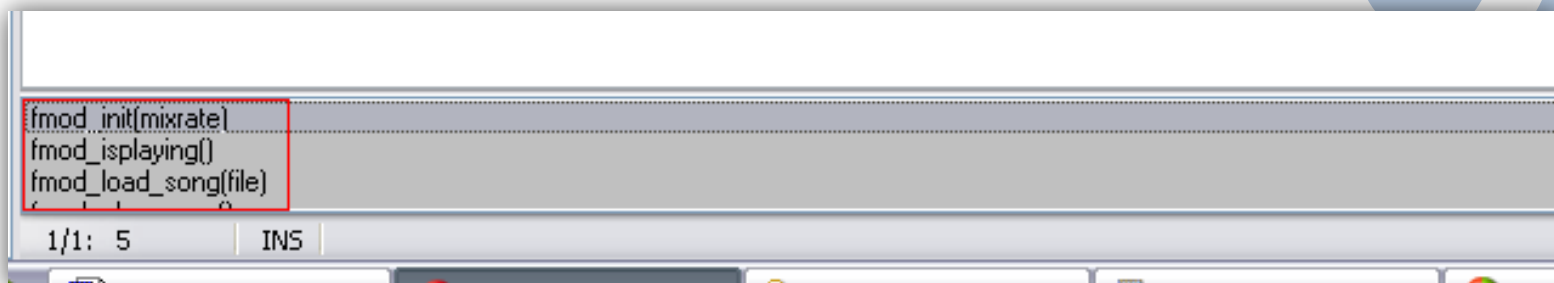 fmod_init(mixrate)
fmod_isplaying()
fmod_load_song(file)
1/1: 5 INS